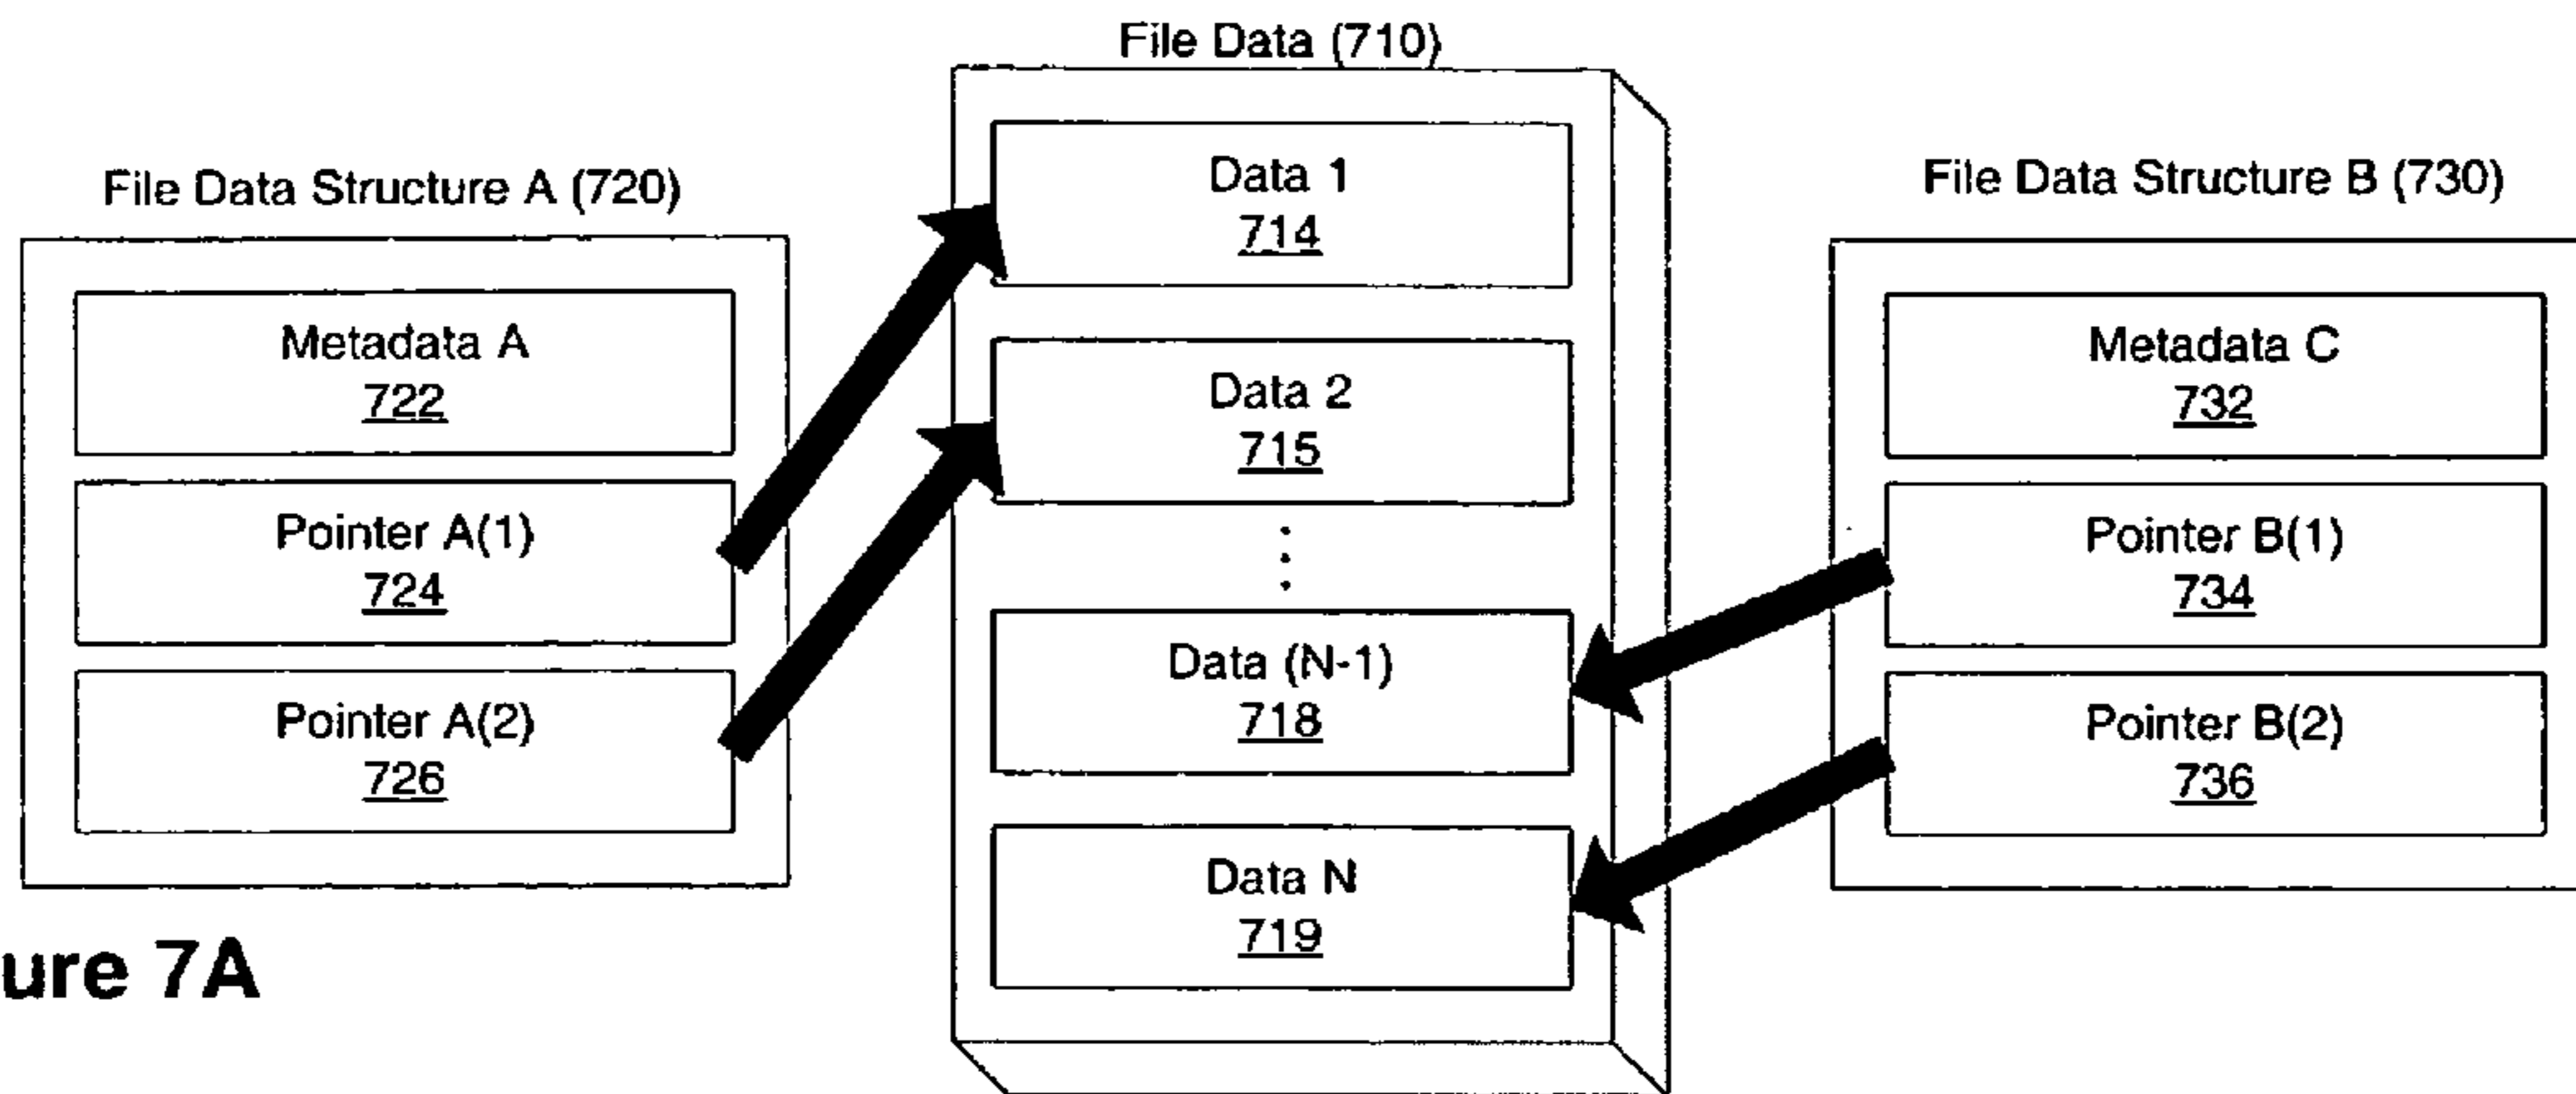 File Data (710)
File Data Structure A (720)
Metadata A
722
Pointer A(1)
724
Pointer A(2)
726
Data 1
714
Data 2
715
Data (N-1)
718
Data N
719
File Data Structure B (730)
Metadata C
732
Pointer B(1)
734
Pointer B(2)
736
ure 7A